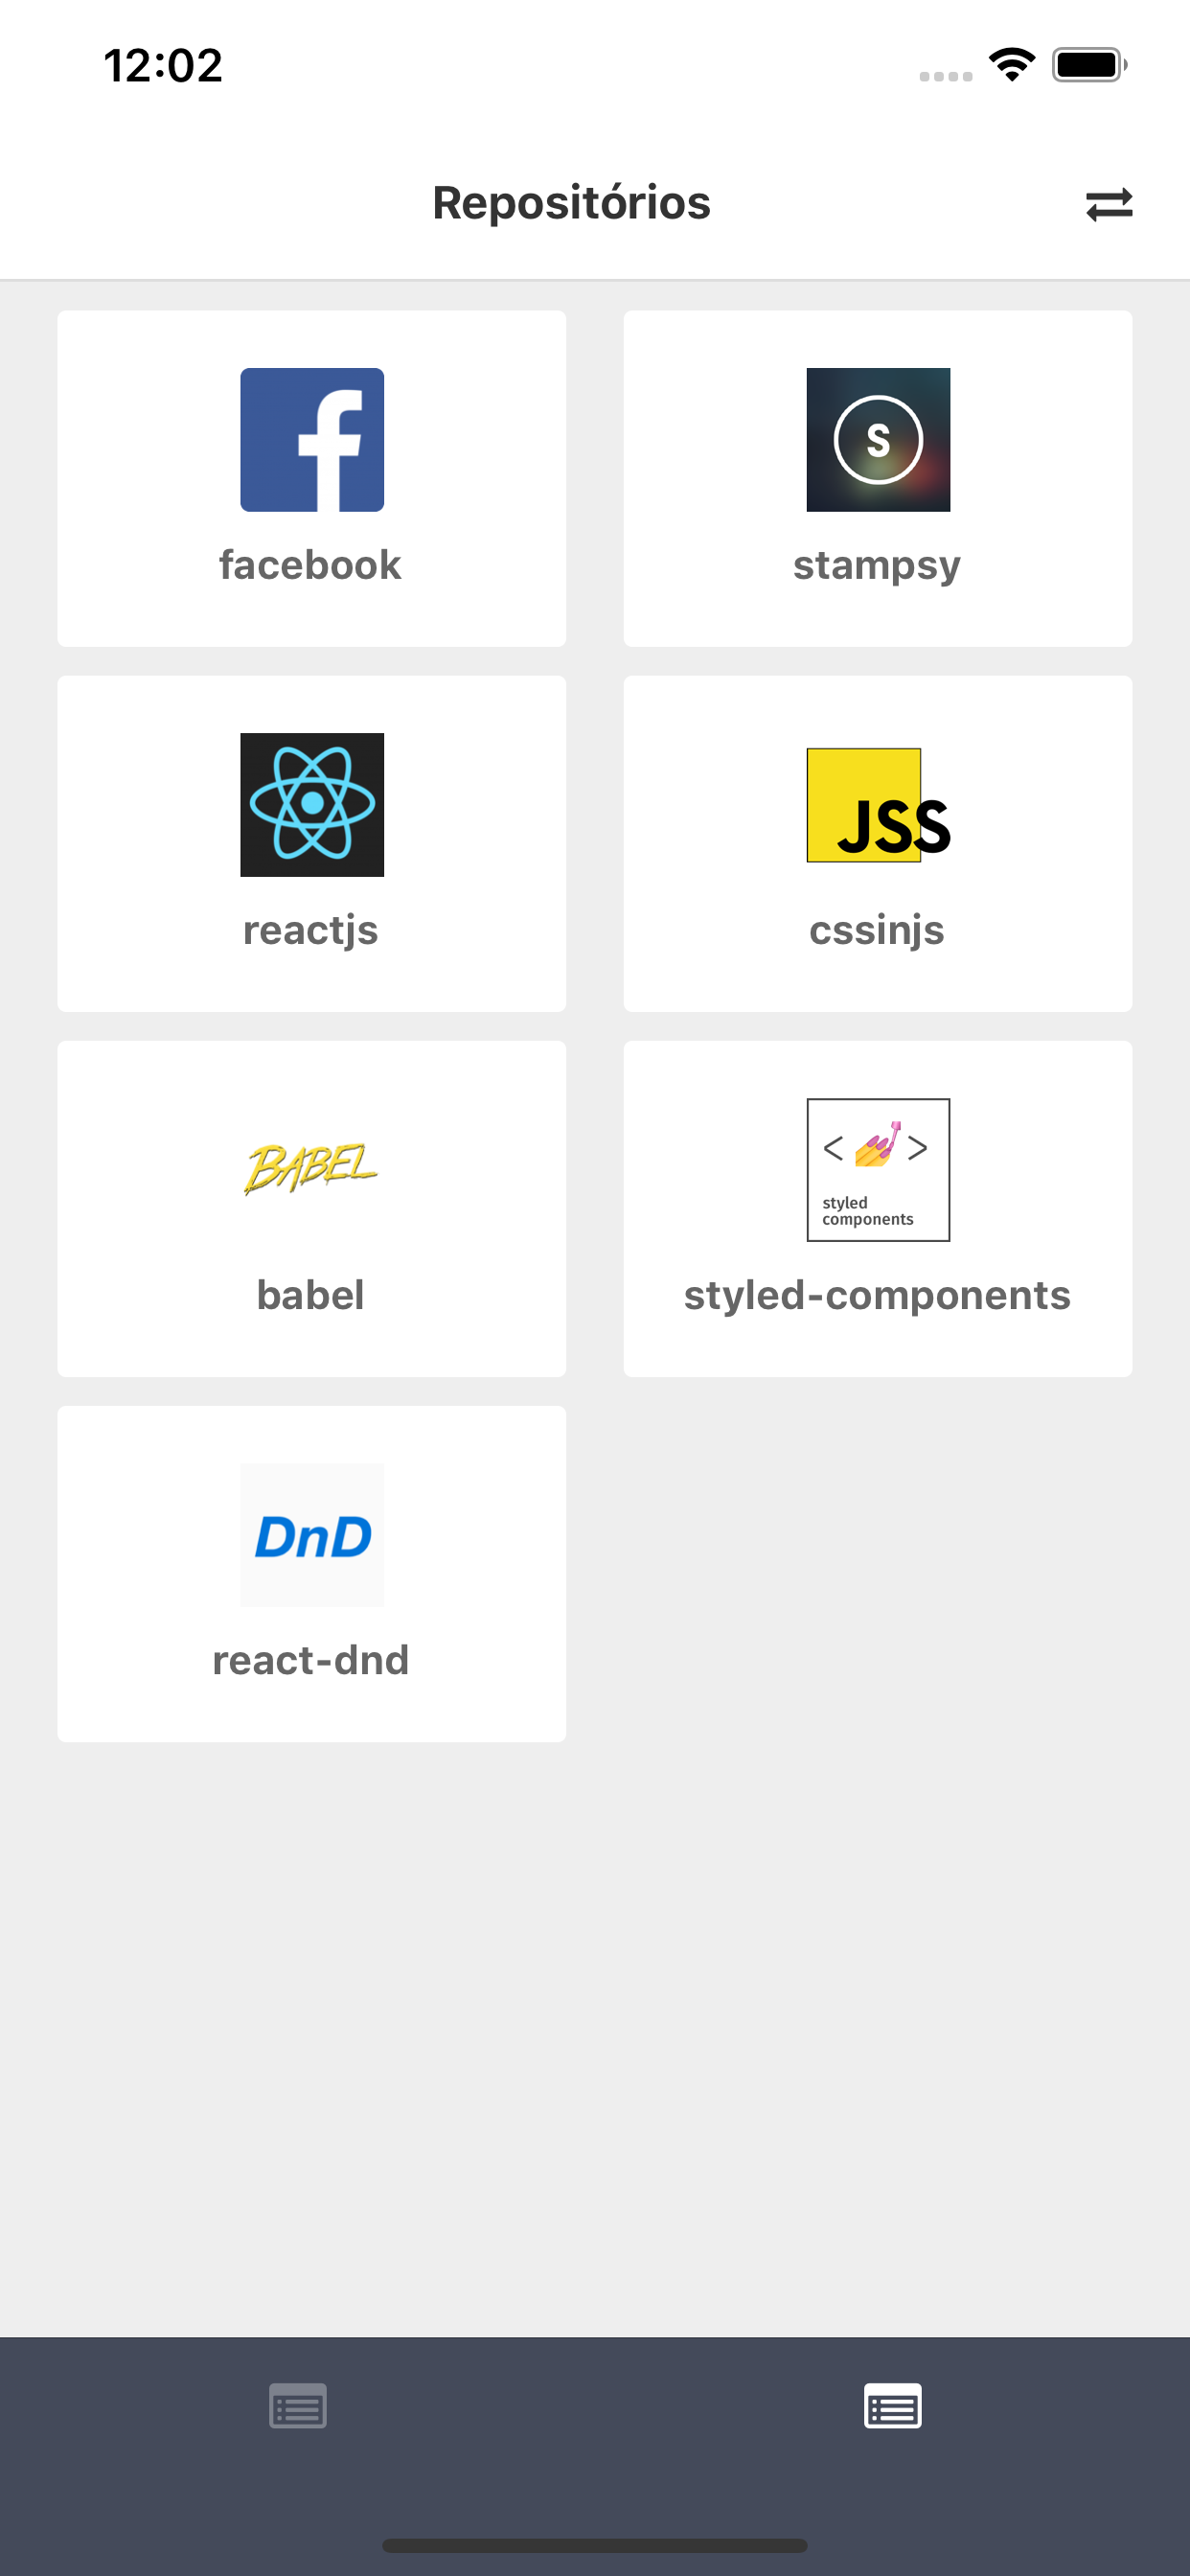 12:02
Repositórios
f
facebook
S
stampsy
reactjs
JSS
cssinjs
BABEL
babel
< >
styled
components
styled-components
DnD
react-dnd